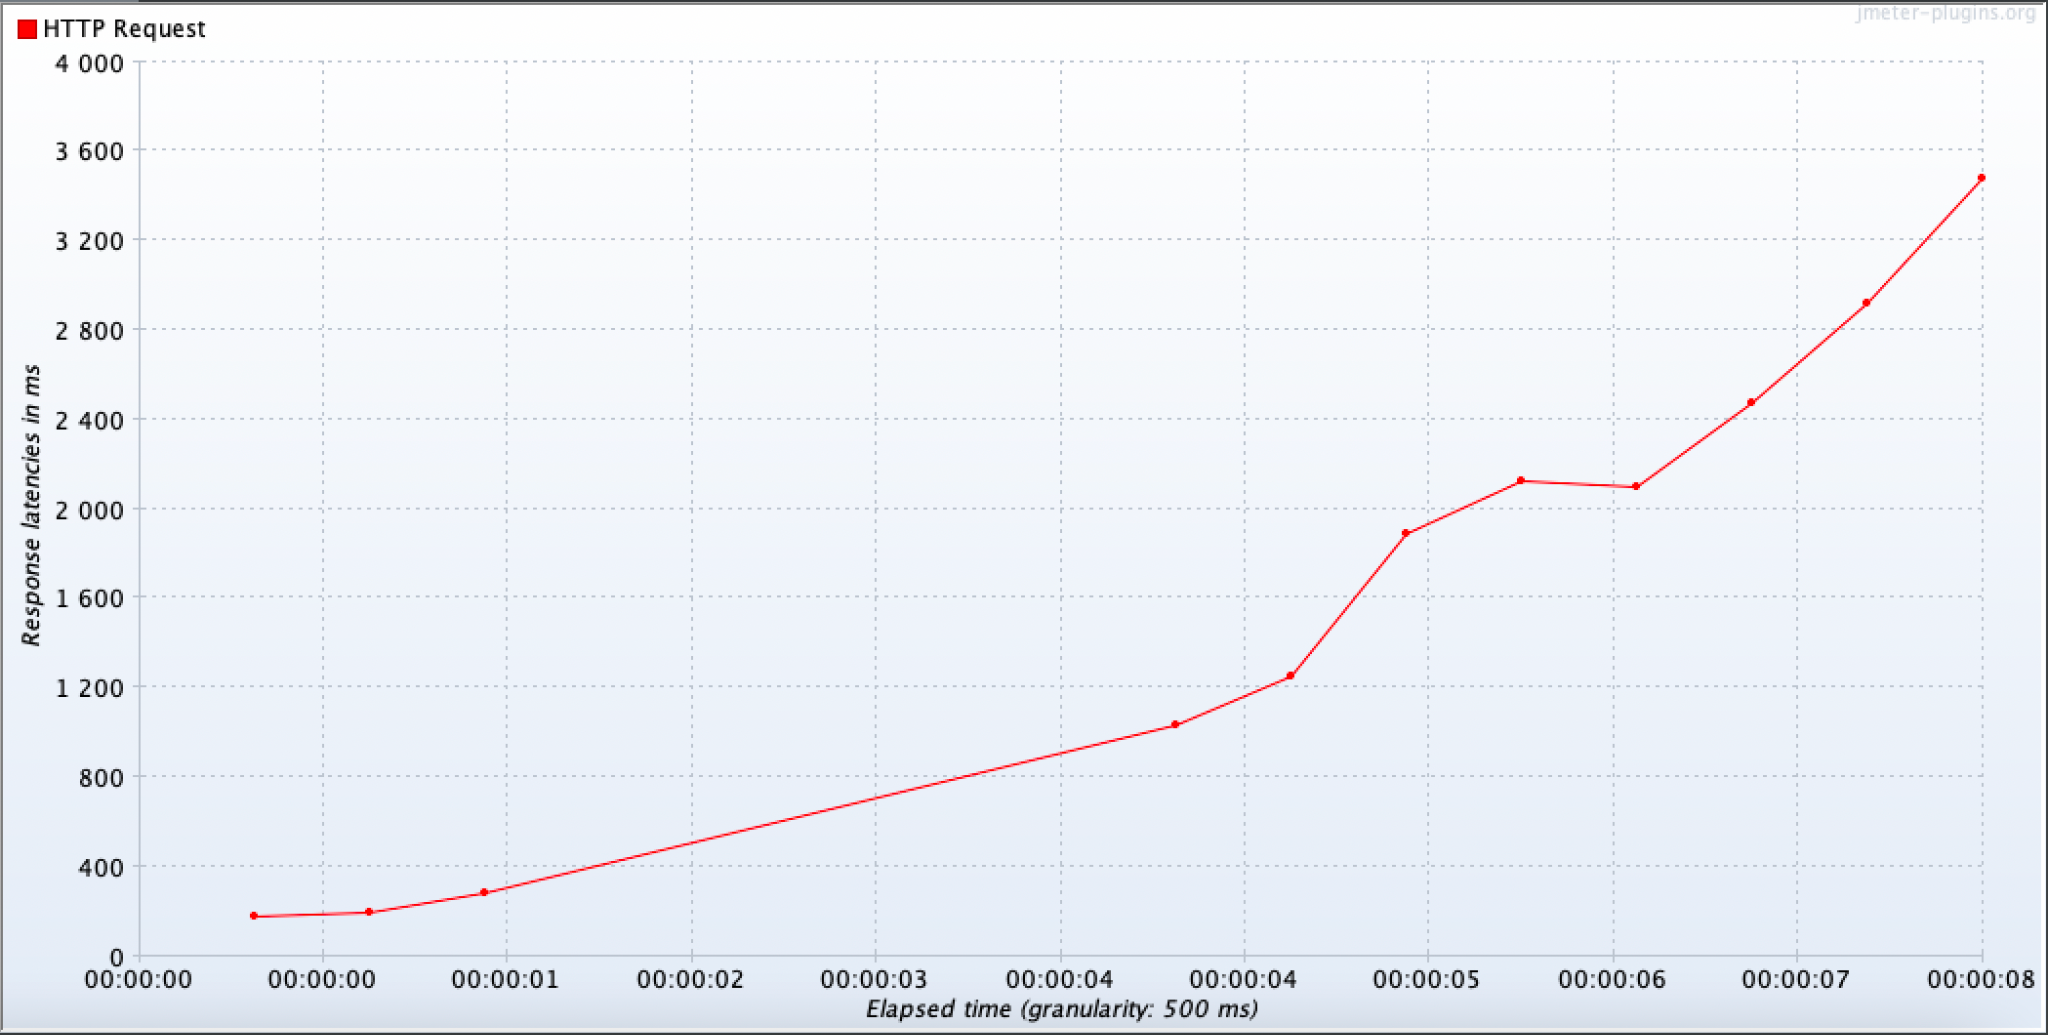 jmeter-plugins.org
HTTP Request
4 000
3 600
3 200
2 800
2 400
2 000
1 600
1 200
800
400
0
Response latencies in ms
00:00:00 00:00:00 00:00:01 00:00:02 00:00:03 00:00:04 00:00:04 00:00:05 00:00:06 00:00:07 00:00:08
Elapsed time (granularity: 500 ms)